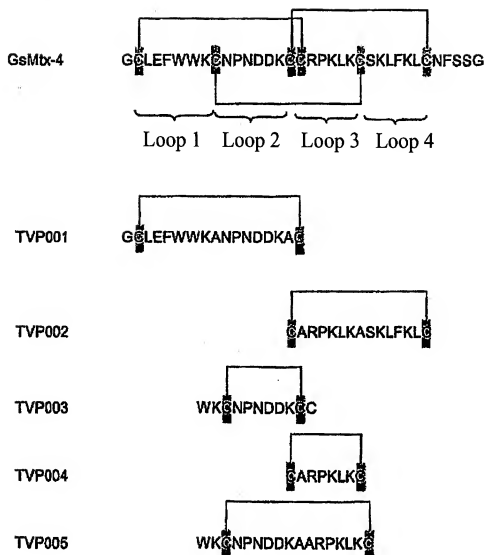 GsMtx-4 GCLEFWWKCNPNDDKCCRPKLKCSKLFKLCNFSSG
Loop 1 Loop 2 Loop 3 Loop 4
TVP001 GCLEFWWKANPNDDKAC
TVP002 CARPKLKASKLFKLC
TVP003 WKCNPNDDKCC
TVP004 CARPKLKC
TVP005 WKCNPNDDKAARPKLKC